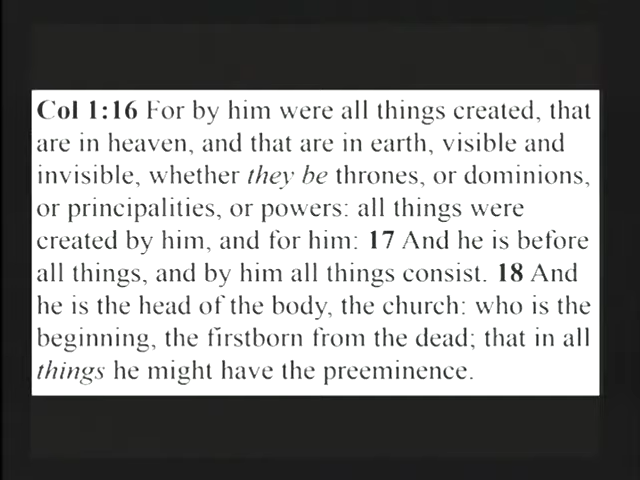 Col 1:16 For by him were all things created, that
are in heaven, and that are in earth, visible and
invisible, whether they be thrones, or dominions,
or principalities, or powers: all things were
created by him, and for him: 17 And he is before
all things, and by him all things consist. 18 And
he is the head of the body, the church: who is the
beginning, the firstborn from the dead; that in all
things he might have the preeminence.